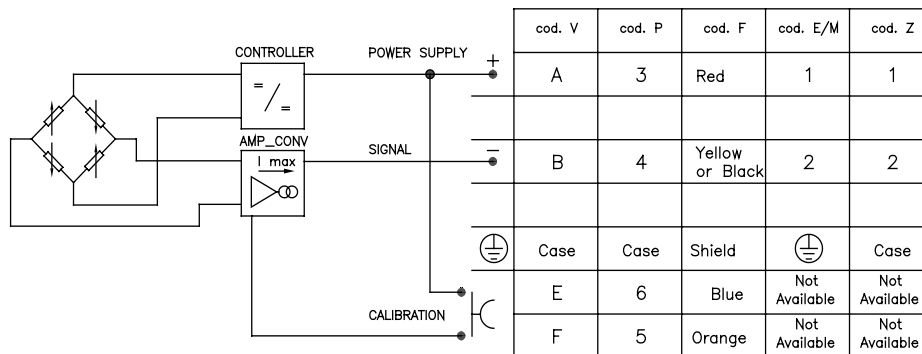 cod. V cod. P cod. F cod. E/M cod. Z
CONTROLLER POWER SUPPLY
+ A 3 Red 1 1
= / =
AMP_CONV
I max
SIGNAL
− B 4 Yellow or Black 2 2
Case Case Shield Case
E 6 Blue Not Available Not Available
CALIBRATION
F 5 Orange Not Available Not Available